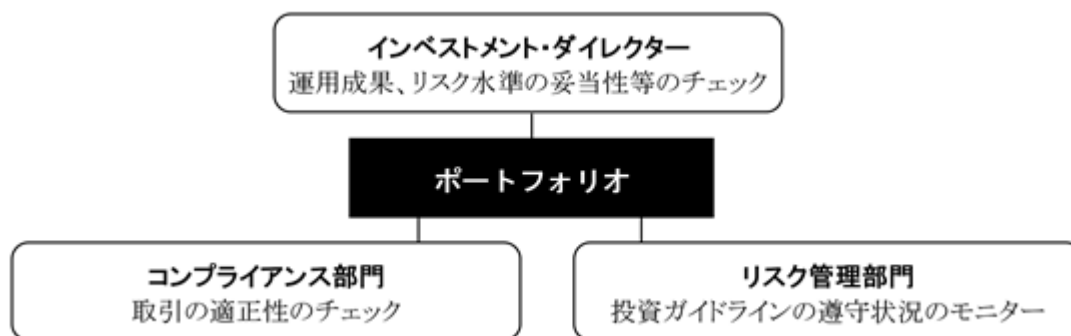 インベストメント・ダイレクター
運用成果、リスク水準の妥当性等のチェック
ポートフォリオ
コンプライアンス部門
取引の適正性のチェック
リスク管理部門
投資ガイドラインの遵守状況のモニター